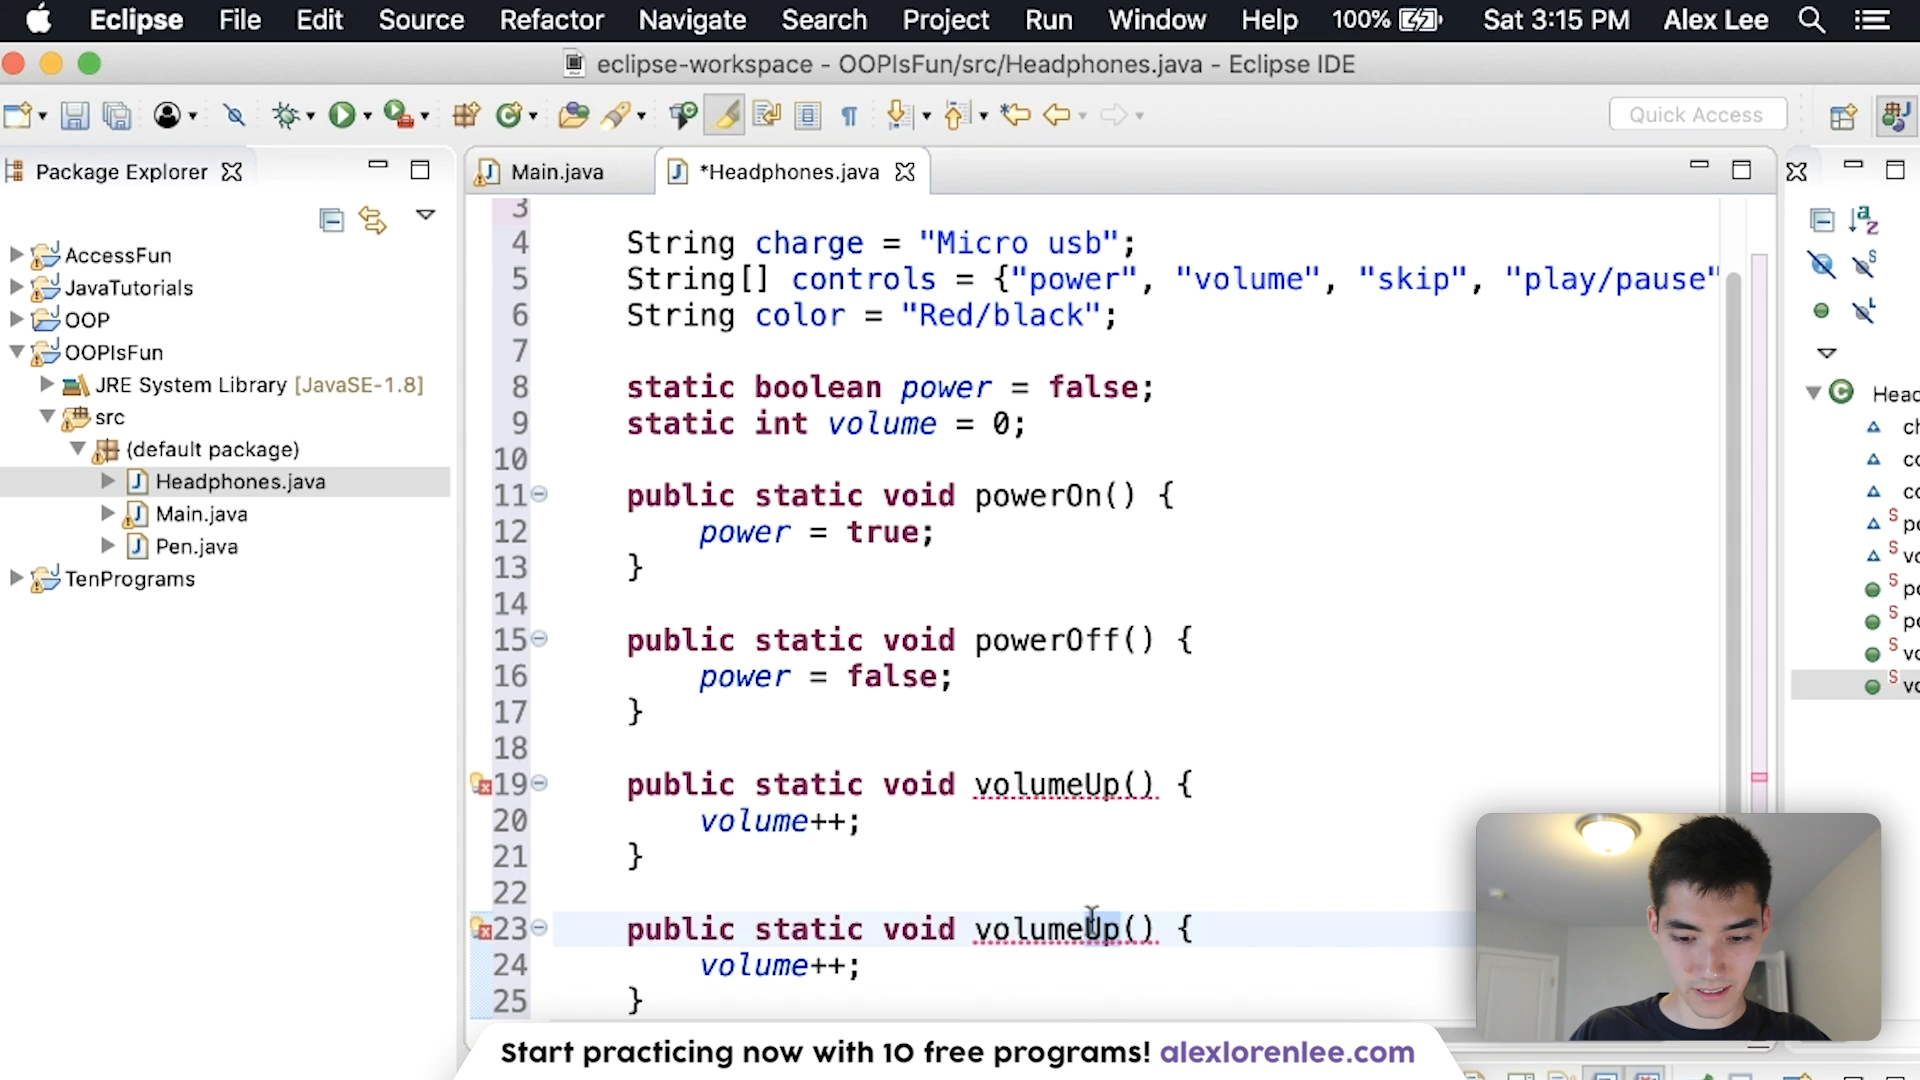 Eclipse File Edit Source Refactor Navigate Search Project Run Window Help 100% Sat 3:15 PM Alex Lee
eclipse-workspace - OOPIsFun/src/Headphones.java - Eclipse IDE
Quick Access
Package Explorer
Main.java *Headphones.java
AccessFun
JavaTutorials
OOP
OOPIsFun
JRE System Library [JavaSE-1.8]
src
(default package)
Headphones.java
Main.java
Pen.java
TenPrograms
3
4 String charge = "Micro usb";
5 String[] controls = {"power", "volume", "skip", "play/pause"
6 String color = "Red/black";
7
8 static boolean power = false;
9 static int volume = 0;
10
11 public static void powerOn() {
12 power = true;
13 }
14
15 public static void powerOff() {
16 power = false;
17 }
18
19 public static void volumeUp() {
20 volume++;
21 }
22
23 public static void volumeUp() {
24 volume++;
25 }
Start practicing now with 10 free programs! alexlorenlee.com